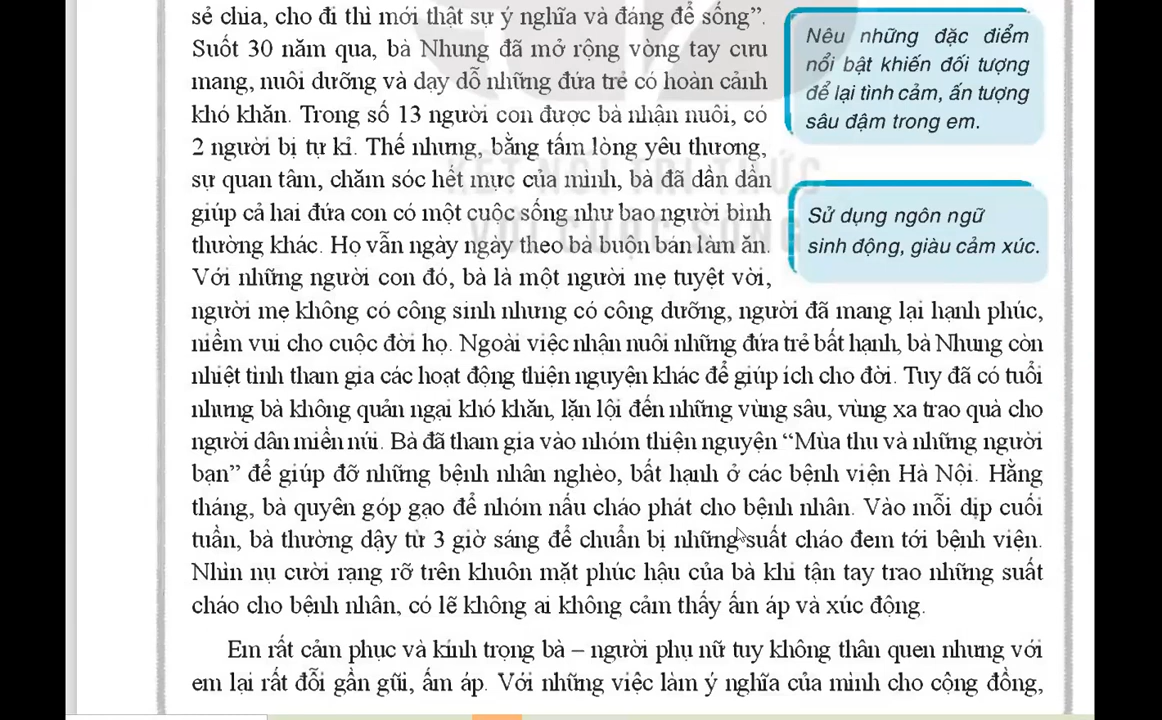 sẻ chia, cho đi thì mới thật sự ý nghĩa và đáng để sống”.
Suốt 30 năm qua, bà Nhung đã mở rộng vòng tay cưu
mang, nuôi dưỡng và dạy dỗ những đứa trẻ có hoàn cảnh
khó khăn. Trong số 13 người con được bà nhận nuôi, có
2 người bị tự kỉ. Thế nhưng, bằng tấm lòng yêu thương,
sự quan tâm, chăm sóc hết mực của mình, bà đã dần dần
giúp cả hai đứa con có một cuộc sống như bao người bình
thường khác. Họ vẫn ngày ngày theo bà buôn bán làm ăn.
Với những người con đó, bà là một người mẹ tuyệt vời,
người mẹ không có công sinh nhưng có công dưỡng, người đã mang lại hạnh phúc,
niềm vui cho cuộc đời họ. Ngoài việc nhận nuôi những đứa trẻ bất hạnh, bà Nhung còn
nhiệt tình tham gia các hoạt động thiện nguyện khác để giúp ích cho đời. Tuy đã có tuổi
nhưng bà không quản ngại khó khăn, lặn lội đến những vùng sâu, vùng xa trao quà cho
người dân miền núi. Bà đã tham gia vào nhóm thiện nguyện “Mùa thu và những người
bạn” để giúp đỡ những bệnh nhân nghèo, bất hạnh ở các bệnh viện Hà Nội. Hằng
tháng, bà quyên góp gạo để nhóm nấu cháo phát cho bệnh nhân. Vào mỗi dịp cuối
tuần, bà thường dậy từ 3 giờ sáng để chuẩn bị những suất cháo đem tới bệnh viện.
Nhìn nụ cười rạng rỡ trên khuôn mặt phúc hậu của bà khi tận tay trao những suất
cháo cho bệnh nhân, có lẽ không ai không cảm thấy ấm áp và xúc động.
Em rất cảm phục và kính trọng bà – người phụ nữ tuy không thân quen nhưng với
em lại rất đỗi gần gũi, ấm áp. Với những việc làm ý nghĩa của mình cho cộng đồng,
Nêu những đặc điểm
nổi bật khiến đối tượng
để lại tình cảm, ấn tượng
sâu đậm trong em.
Sử dụng ngôn ngữ
sinh động, giàu cảm xúc.
KẾT NỐI TRI THỨC
VỚI CUỘC SỐNG